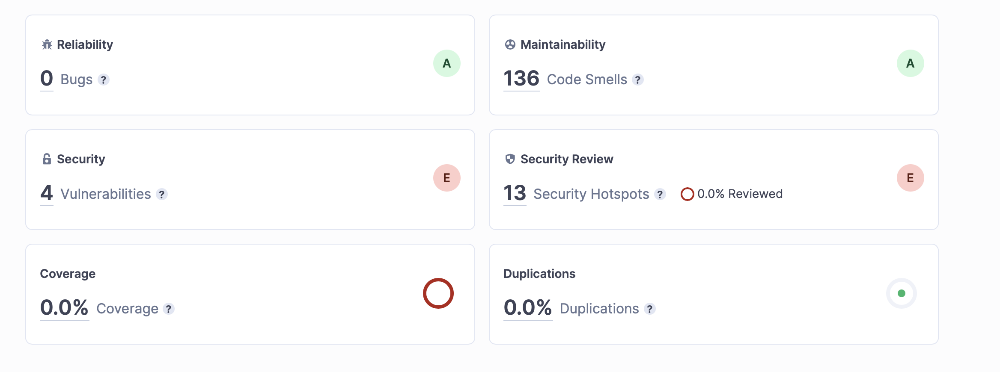 Reliability
A
0 Bugs ?
Maintainability
A
136 Code Smells ?
Security
E
4 Vulnerabilities ?
Security Review
E
13 Security Hotspots ? 0.0% Reviewed
Coverage
0.0% Coverage ?
Duplications
0.0% Duplications ?